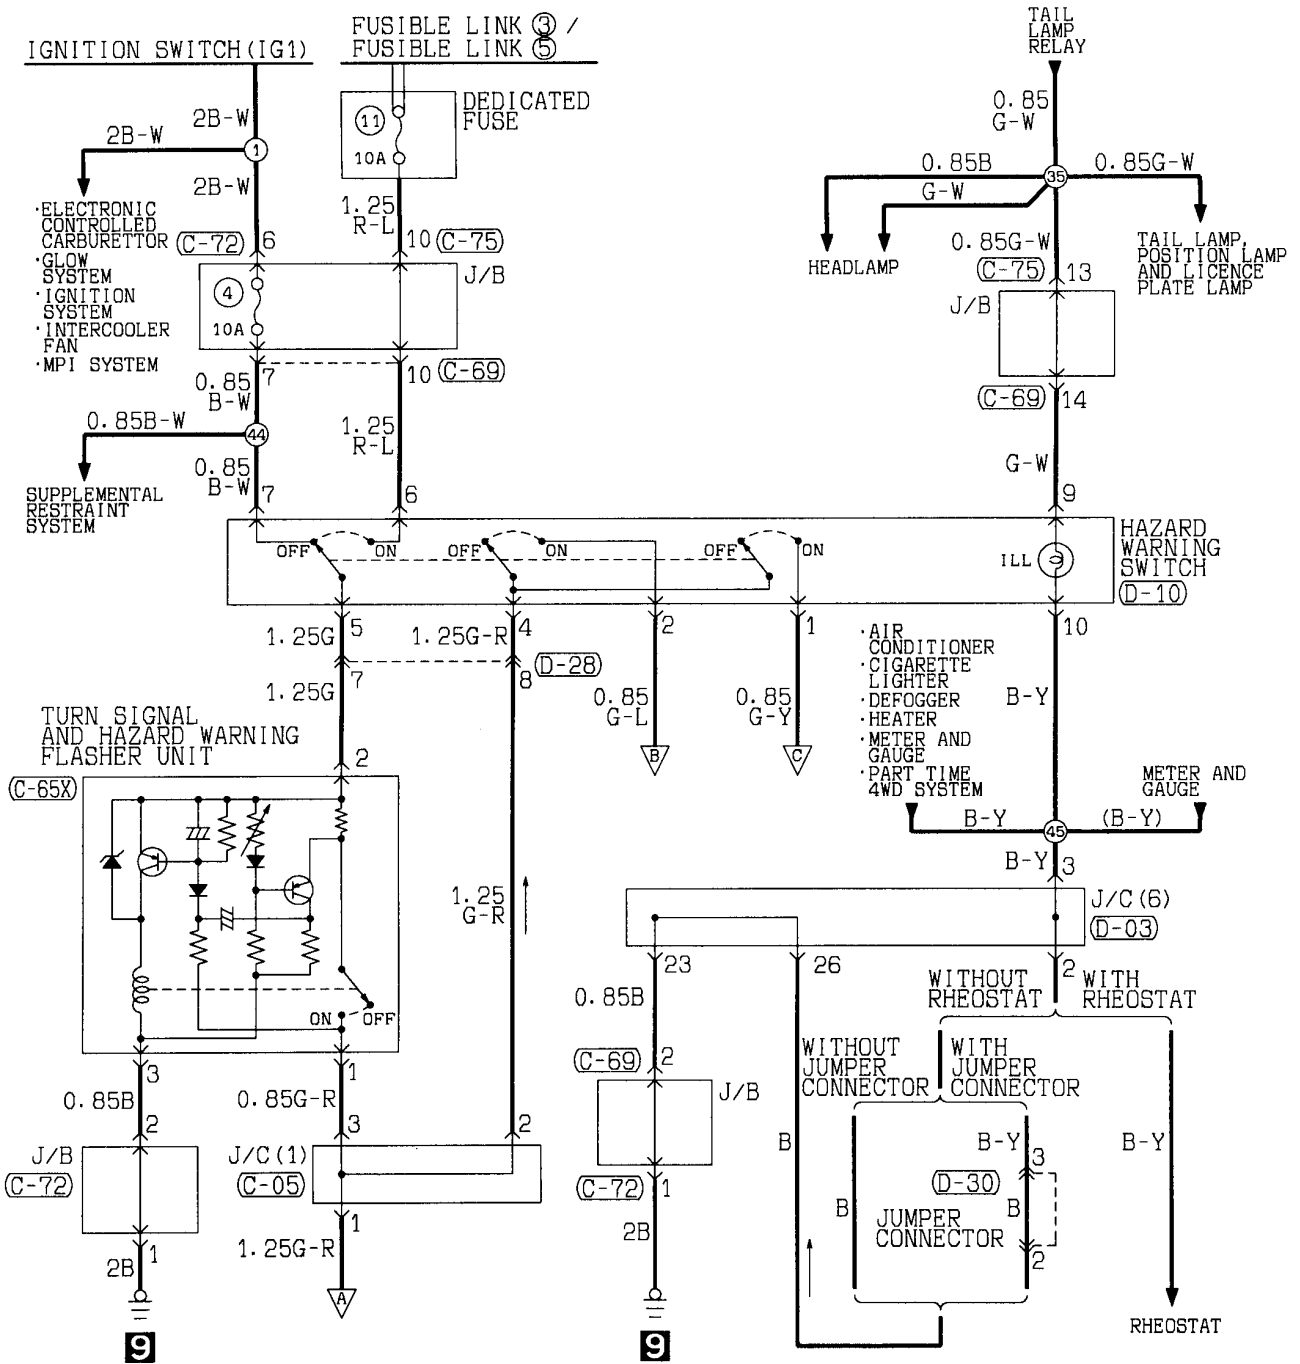 IGNITION SWITCH(IG1)
FUSIBLE LINK ③ /
FUSIBLE LINK ⑤
TAIL
LAMP
RELAY
2B-W
2B-W
1
2B-W
11
10A
DEDICATED
FUSE
0.85
G-W
0.85B
35
0.85G-W
G-W
·ELECTRONIC
CONTROLLED
CARBURETTOR
·GLOW
SYSTEM
·IGNITION
SYSTEM
·INTERCOOLER
FAN
·MPI SYSTEM
C-72
6
1.25
R-L
10
C-75
J/B
4
10A
HEADLAMP
0.85G-W
C-75
13
TAIL LAMP,
POSITION LAMP
AND LICENCE
PLATE LAMP
J/B
7
10
C-69
0.85
B-W
C-69
14
0.85B-W
44
1.25
R-L
0.85
B-W
G-W
SUPPLEMENTAL
RESTRAINT
SYSTEM
7
6
9
OFF
ON
OFF
ON
OFF
ON
ILL
HAZARD
WARNING
SWITCH
D-10
1.25G
5
1.25G-R
4
2
1
10
7
8
D-28
1.25G
0.85
G-L
0.85
G-Y
·AIR
CONDITIONER
·CIGARETTE
LIGHTER
·DEFOGGER
·HEATER
·METER AND
GAUGE
·PART TIME
4WD SYSTEM
B-Y
B
C
METER AND
GAUGE
TURN SIGNAL
AND HAZARD WARNING
FLASHER UNIT
C-65X
2
B-Y
45
(B-Y)
B-Y
3
1.25
G-R
J/C(6)
D-03
ON
OFF
23
26
2
0.85B
WITHOUT
RHEOSTAT
WITH
RHEOSTAT
C-69
2
J/B
WITHOUT
JUMPER
CONNECTOR
WITH
JUMPER
CONNECTOR
3
1
0.85B
0.85G-R
2
3
2
J/B
C-72
J/C(1)
C-05
B
B-Y
3
B-Y
D-30
C-72
1
B
JUMPER
CONNECTOR
B
2
1
2B
1
1.25G-R
2B
A
9
9
RHEOSTAT